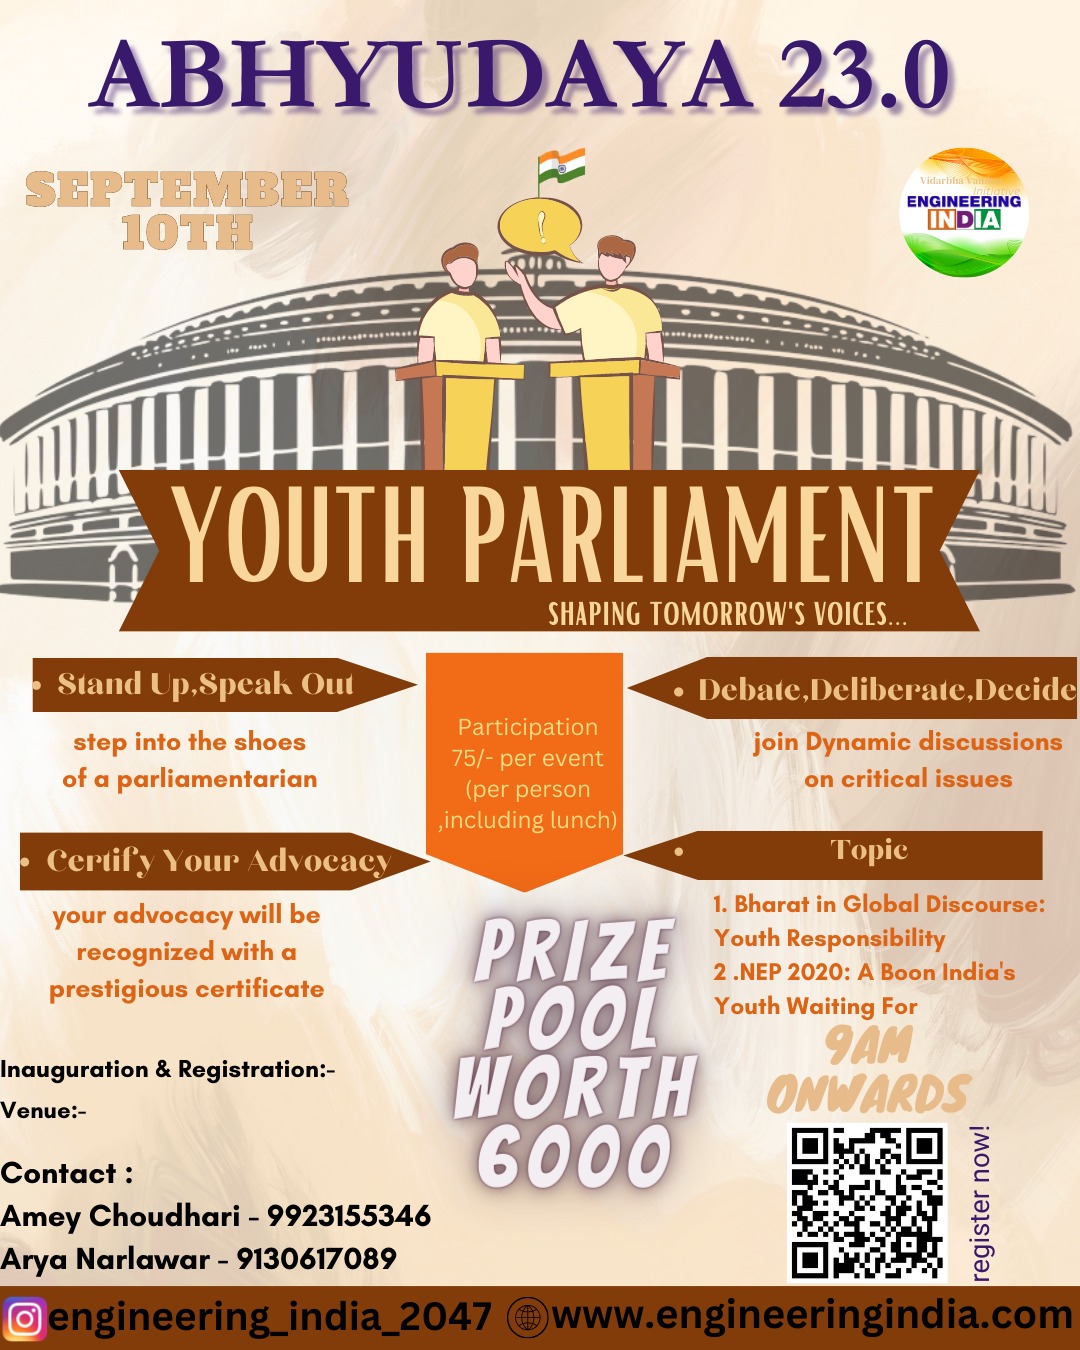 ABHYUDAYA 23.0
SEPTEMBER
10TH
!
Initiative
ENGINEERING
INDIA
YOUTH PARLIAMENT
SHAPING TOMORROW'S VOICES...
• Stand Up,Speak Out
step into the shoes
of a parliamentarian
• Certify Your Advocacy
your advocacy will be
recognized with a
prestigious certificate
Participation
75/- per event
(per person
,including lunch)
• Debate,Deliberate,Decide
join Dynamic discussions
on critical issues
• Topic
1. Bharat in Global Discourse:
Youth Responsibility
2 .NEP 2020: A Boon India's
Youth Waiting For
PRIZE
POOL
WORTH
6000
9AM
ONWARDS
register now!
Inauguration & Registration:-
Venue:-
Contact :
Amey Choudhari - 9923155346
Arya Narlawar - 9130617089
engineering_india_2047
www.engineeringindia.com